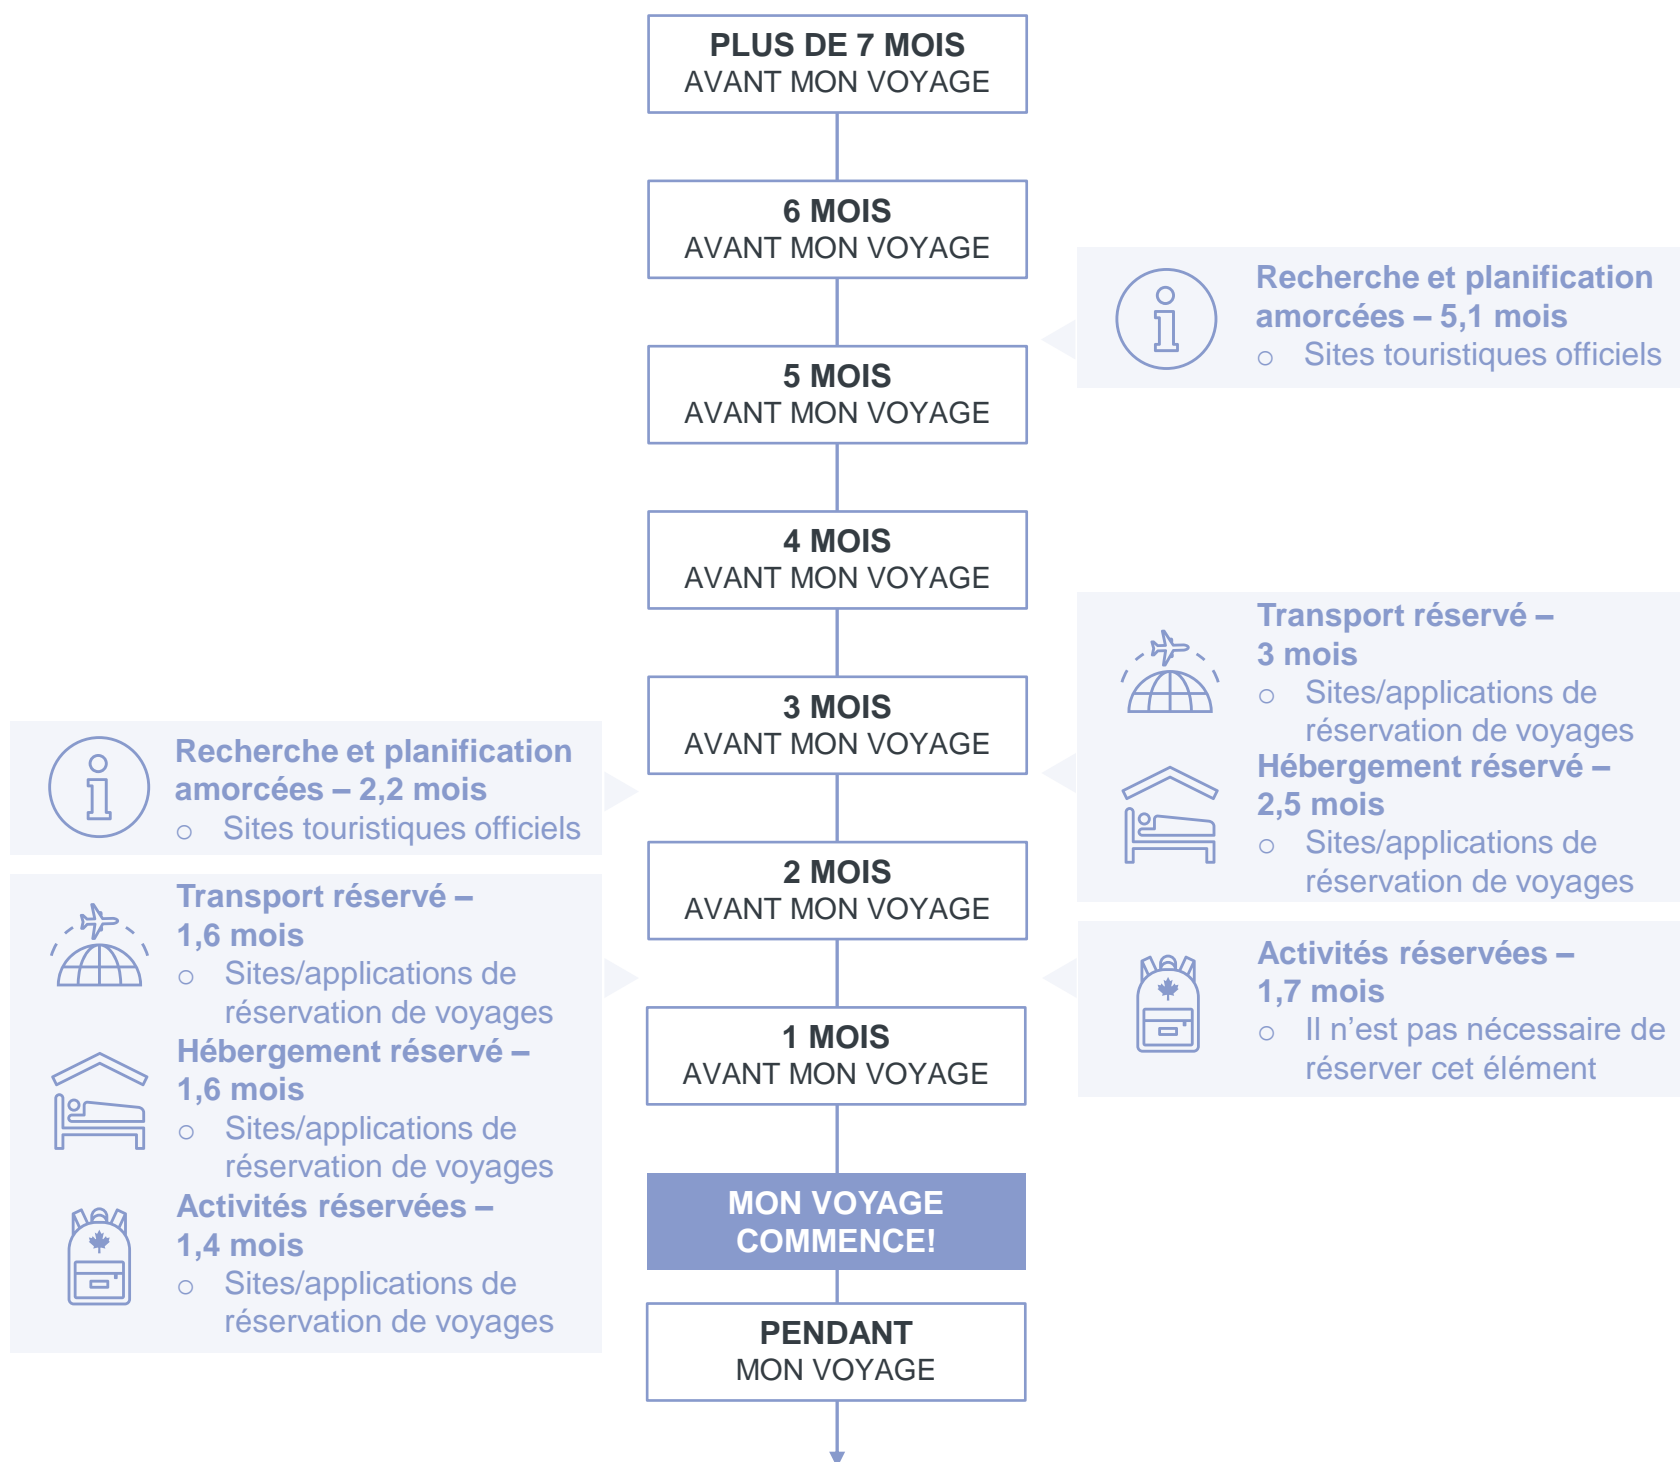 PLUS DE 7 MOIS
AVANT MON VOYAGE
6 MOIS
AVANT MON VOYAGE
5 MOIS
AVANT MON VOYAGE
4 MOIS
AVANT MON VOYAGE
3 MOIS
AVANT MON VOYAGE
2 MOIS
AVANT MON VOYAGE
1 MOIS
AVANT MON VOYAGE
MON VOYAGE
COMMENCE!
PENDANT
MON VOYAGE
Recherche et planification
amorcées – 2,2 mois
o Sites touristiques officiels
Transport réservé –
1,6 mois
o Sites/applications de
réservation de voyages
Hébergement réservé –
1,6 mois
o Sites/applications de
réservation de voyages
Activités réservées –
1,4 mois
o Sites/applications de
réservation de voyages
Recherche et planification
amorcées – 5,1 mois
o Sites touristiques officiels
Transport réservé –
3 mois
o Sites/applications de
réservation de voyages
Hébergement réservé –
2,5 mois
o Sites/applications de
réservation de voyages
Activités réservées –
1,7 mois
o Il n’est pas nécessaire de
réserver cet élément